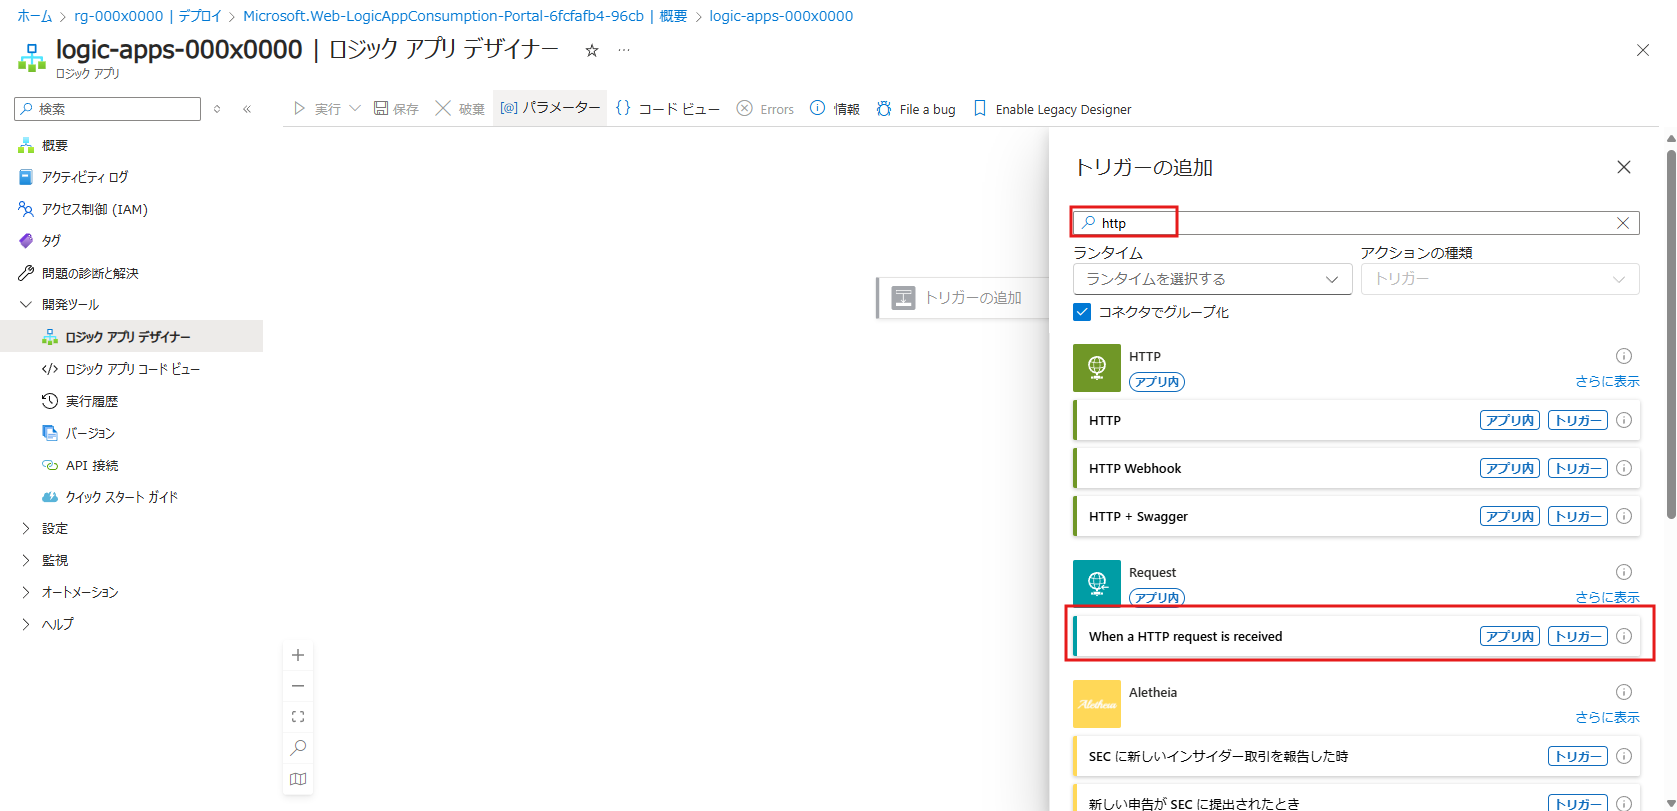 ホーム > rg-000x0000 | デプロイ > Microsoft.Web-LogicAppConsumption-Portal-6fcfafb4-96cb | 概要 > logic-apps-000x0000
logic-apps-000x0000 | ロジック アプリ デザイナー ☆ …
ロジック アプリ
検索
実行 保存 破棄 [@] パラメーター {} コード ビュー Errors 情報 File a bug Enable Legacy Designer
概要
アクティビティ ログ
アクセス制御 (IAM)
タグ
問題の診断と解決
開発ツール
ロジック アプリ デザイナー
</> ロジック アプリ コード ビュー
実行履歴
バージョン
API 接続
クイック スタート ガイド
設定
監視
オートメーション
ヘルプ
トリガーの追加
トリガーの追加
http
ランタイム アクションの種類
ランタイムを選択する トリガー
コネクタでグループ化
HTTP
アプリ内
さらに表示
HTTP アプリ内 トリガー
HTTP Webhook アプリ内 トリガー
HTTP + Swagger アプリ内 トリガー
Request
アプリ内
さらに表示
When a HTTP request is received アプリ内 トリガー
Aletheia
Aletheia
さらに表示
SEC に新しいインサイダー取引を報告した時 トリガー
新しい申告が SEC に提出されたとき トリガー